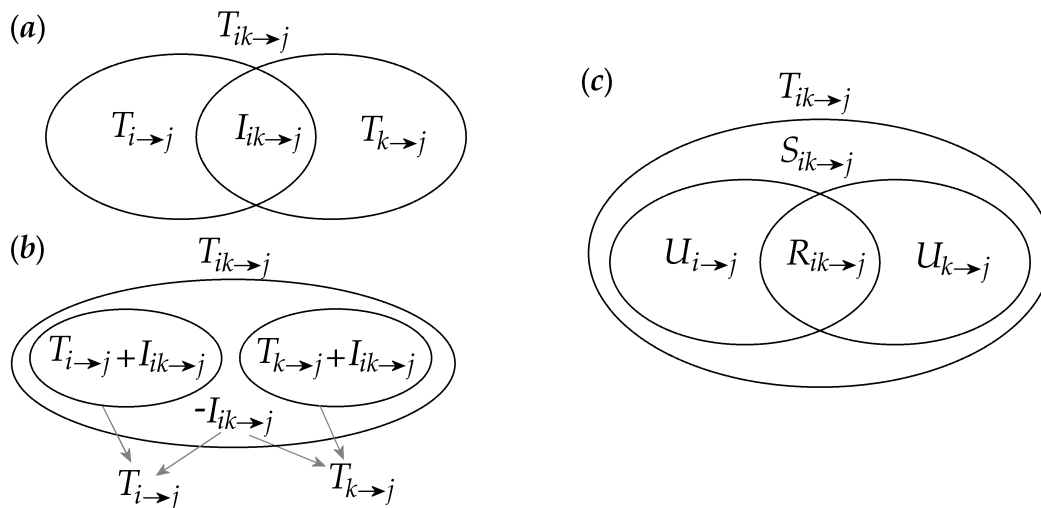 (a)
T_{ik→j}
T_{i→j} I_{ik→j} T_{k→j}
(b)
T_{ik→j}
T_{i→j}+I_{ik→j} T_{k→j}+I_{ik→j}
-I_{ik→j}
T_{i→j} T_{k→j}
(c)
T_{ik→j}
S_{ik→j}
U_{i→j} R_{ik→j} U_{k→j}